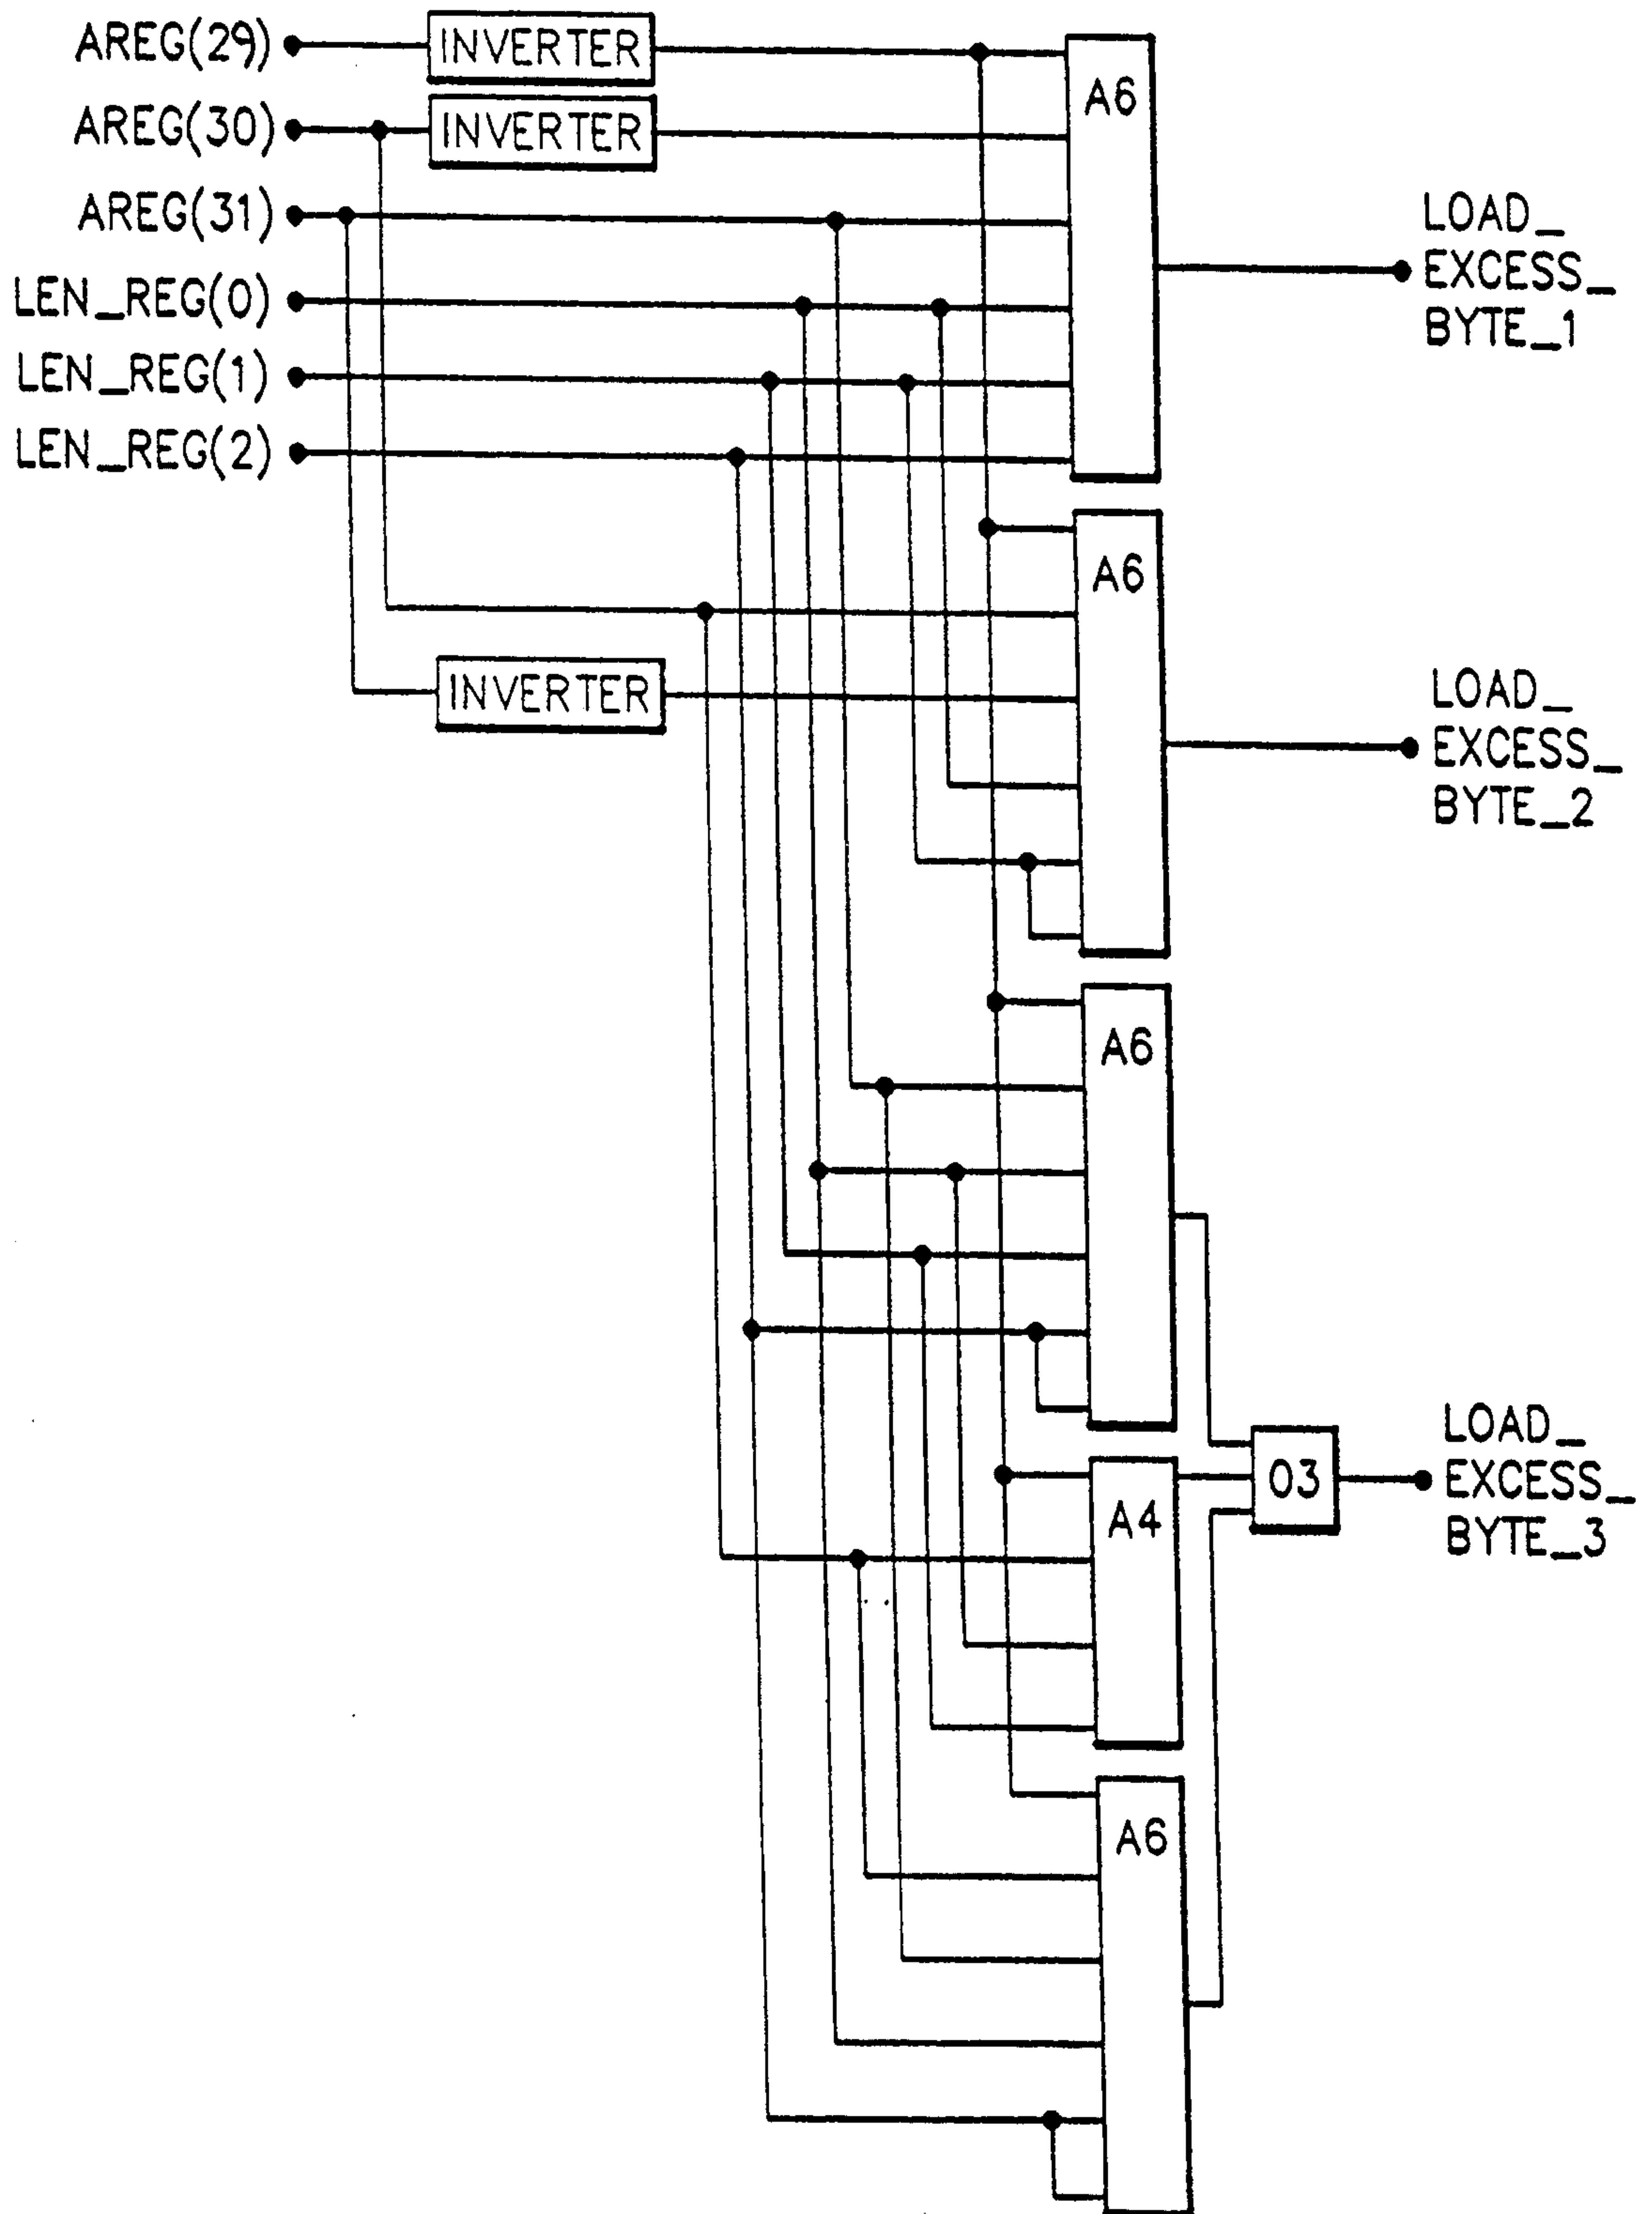 AREG(29)
INVERTER
A6
AREG(30)
INVERTER
AREG(31)
LOAD_
EXCESS_
BYTE_1
LEN_REG(0)
LEN_REG(1)
LEN_REG(2)
A6
INVERTER
LOAD_
EXCESS_
BYTE_2
A6
LOAD_
EXCESS_
BYTE_3
O3
A4
A6